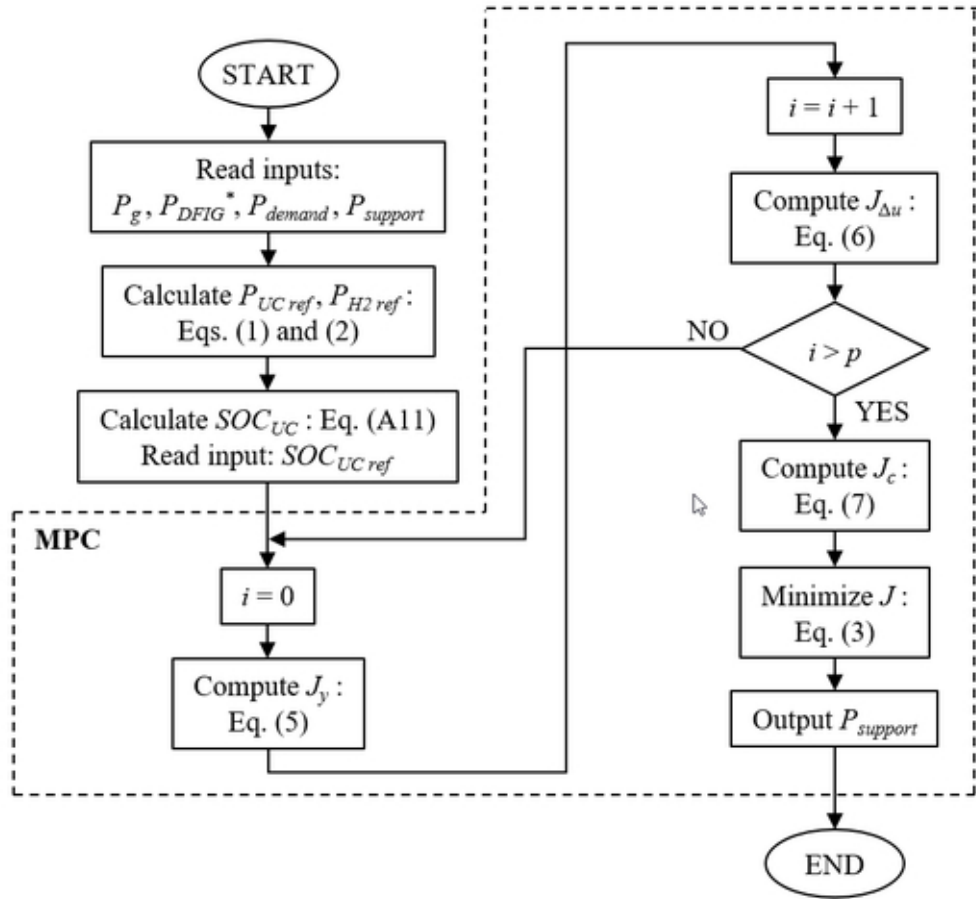 START
Read inputs:
P_g, P_DFIG*, P_demand, P_support
Calculate P_UC ref, P_H2 ref :
Eqs. (1) and (2)
Calculate SOC_UC : Eq. (A11)
Read input: SOC_UC ref
MPC
i = 0
Compute J_y :
Eq. (5)
i = i + 1
Compute J_Δu :
Eq. (6)
NO
i > p
YES
Compute J_c :
Eq. (7)
Minimize J :
Eq. (3)
Output P_support
END